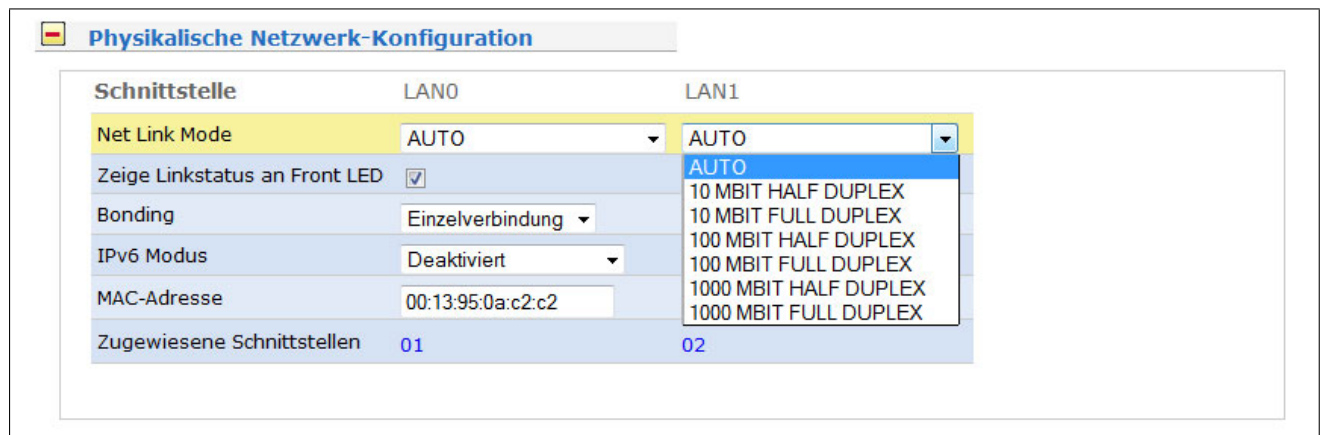 Physikalische Netzwerk-Konfiguration
Schnittstelle LAN0 LAN1
Net Link Mode AUTO AUTO
Zeige Linkstatus an Front LED AUTO
10 MBIT HALF DUPLEX
Bonding Einzelverbindung 10 MBIT FULL DUPLEX
100 MBIT HALF DUPLEX
IPv6 Modus Deaktiviert 100 MBIT FULL DUPLEX
MAC-Adresse 00:13:95:0a:c2:c2 1000 MBIT HALF DUPLEX
1000 MBIT FULL DUPLEX
Zugewiesene Schnittstellen 01 02